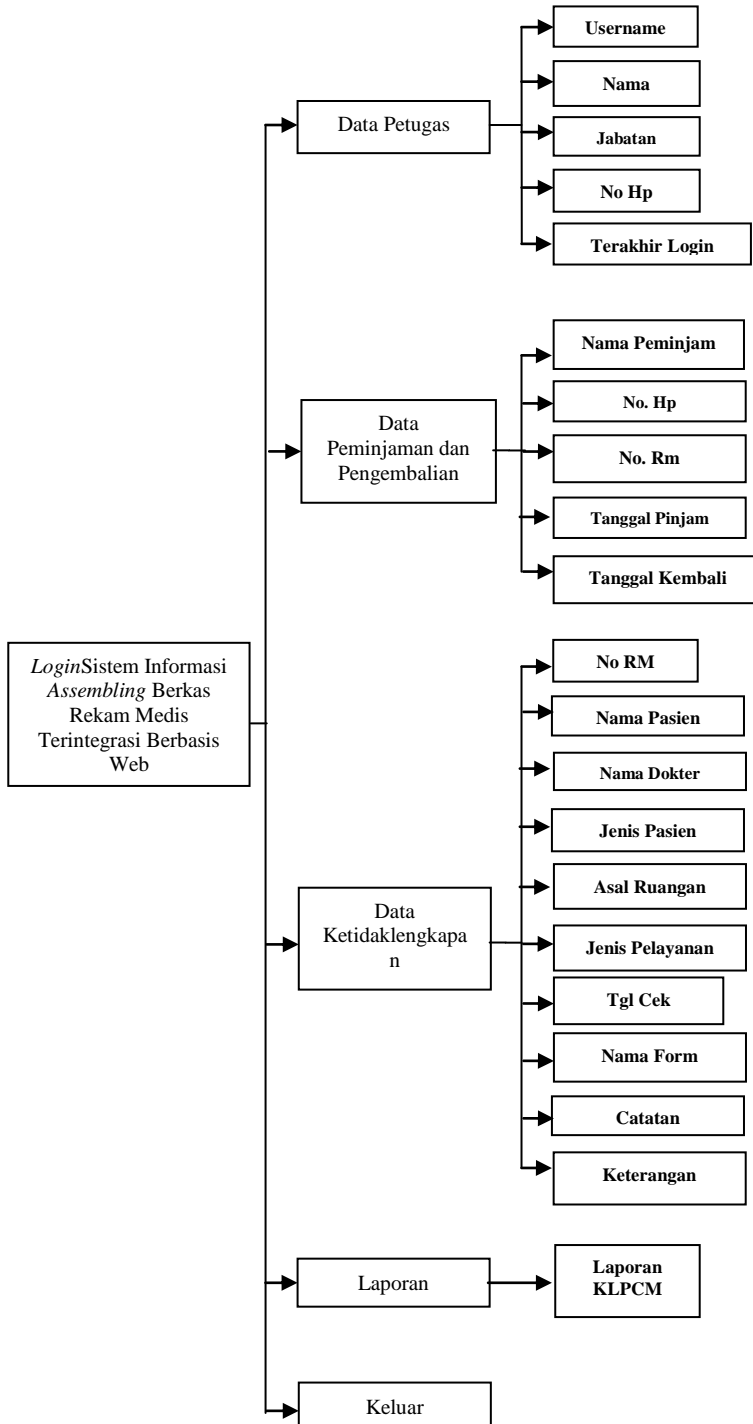 Username
Nama
Data Petugas
Jabatan
No Hp
Terakhir Login
Nama Peminjam
No. Hp
Data
Peminjaman dan
Pengembalian
No. Rm
Tanggal Pinjam
Tanggal Kembali
LoginSistem Informasi
Assembling Berkas
Rekam Medis
Terintegrasi Berbasis
Web
No RM
Nama Pasien
Nama Dokter
Jenis Pasien
Asal Ruangan
Data
Ketidaklengkapa
n
Jenis Pelayanan
Tgl Cek
Nama Form
Catatan
Keterangan
Laporan
Laporan
KLPCM
Keluar